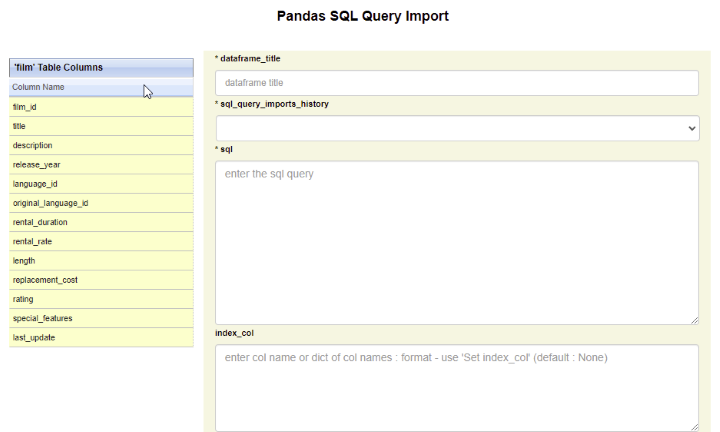 Pandas SQL Query Import
'film' Table Columns
Column Name
film_id
title
description
release_year
language_id
original_language_id
rental_duration
rental_rate
length
replacement_cost
rating
special_features
last_update
* dataframe_title
dataframe title
* sql_query_imports_history
* sql
enter the sql query
index_col
enter col name or dict of col names : format - use 'Set index_col' (default : None)